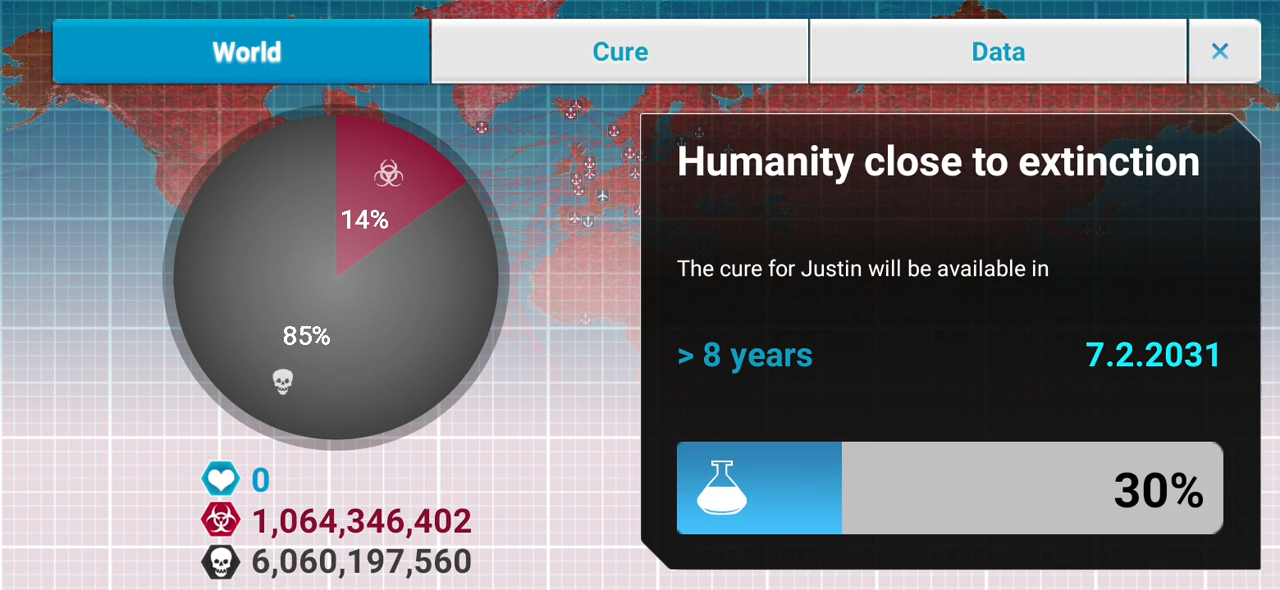 World
Cure
Data
×
14%
85%
0
1,064,346,402
6,060,197,560
Humanity close to extinction
The cure for Justin will be available in
> 8 years
7.2.2031
30%